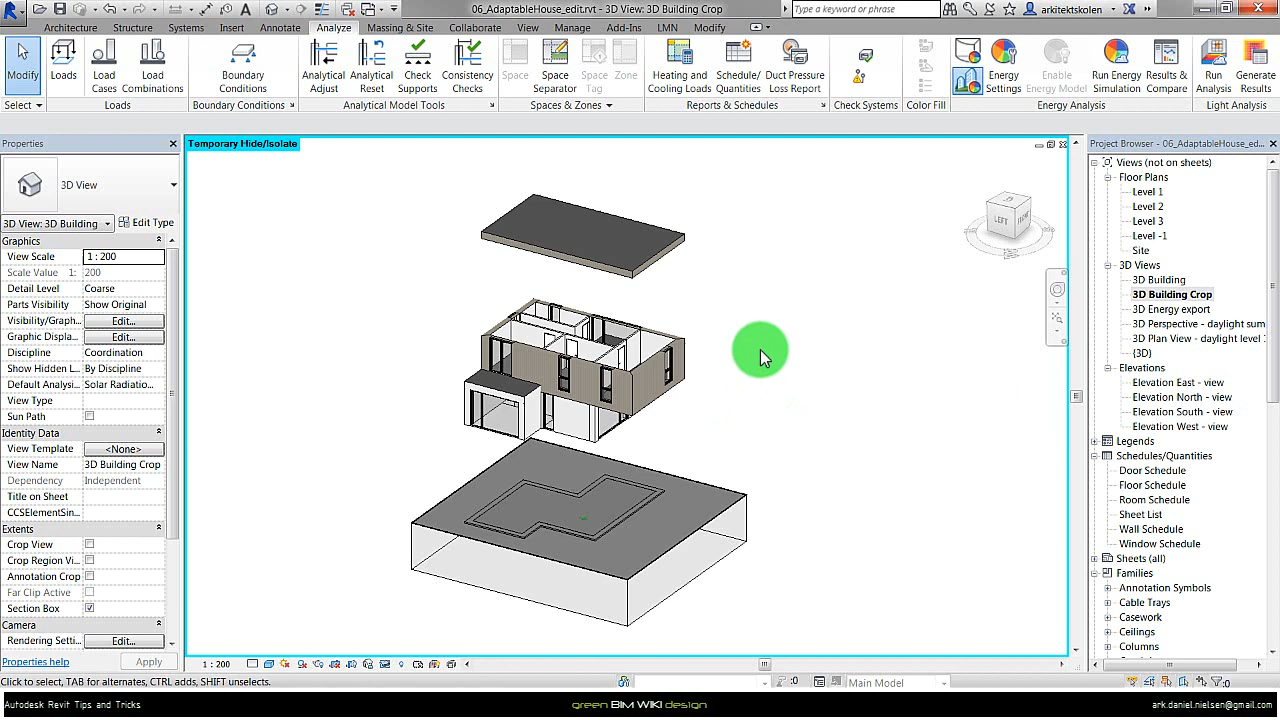 06_AdaptableHouse_edit.rvt - 3D View: 3D Building Crop
Type a keyword or phrase
arkitektskolen
Architecture Structure Systems Insert Annotate Analyze Massing & Site Collaborate View Manage Add-Ins LMN Modify
Modify
Loads
Load Cases
Load Combinations
Boundary Conditions
Analytical Adjust
Analytical Reset
Check Supports
Consistency Checks
Space
Space Separator
Space Tag
Zone
Heating and Cooling Loads
Schedule/ Quantities
Duct Pressure Loss Report
Energy Settings
Enable Energy Model
Run Energy Simulation
Results & Compare
Run Analysis
Generate Results
Select Loads Boundary Conditions Analytical Model Tools Spaces & Zones Reports & Schedules Check Systems Color Fill Energy Analysis Light Analysis
Properties
3D View
3D View: 3D Building
Edit Type
Graphics
View Scale 1 : 200
Scale Value 1: 200
Detail Level Coarse
Parts Visibility Show Original
Visibility/Graph... Edit...
Graphic Displa... Edit...
Discipline Coordination
Show Hidden L... By Discipline
Default Analysi... Solar Radiatio...
View Type
Sun Path
Identity Data
View Template <None>
View Name 3D Building Crop
Dependency Independent
Title on Sheet
CCSElementSin...
Extents
Crop View
Crop Region Vi...
Annotation Crop
Far Clip Active
Section Box
Camera
Rendering Setti... Edit...
Properties help
Apply
Temporary Hide/Isolate
LEFT
FRONT
1 : 200
Project Browser - 06_AdaptableHouse_ed...
Views (not on sheets)
Floor Plans
Level 1
Level 2
Level 3
Level -1
Site
3D Views
3D Building
3D Building Crop
3D Energy export
3D Perspective - daylight sum
3D Plan View - daylight level
{3D}
Elevations
Elevation East - view
Elevation North - view
Elevation South - view
Elevation West - view
Legends
Schedules/Quantities
Door Schedule
Floor Schedule
Room Schedule
Sheet List
Wall Schedule
Window Schedule
Sheets (all)
Families
Annotation Symbols
Cable Trays
Casework
Ceilings
Columns
Click to select, TAB for alternates, CTRL adds, SHIFT unselects.
:0
Main Model
:0
Autodesk Revit Tips and Tricks
green BIM WIKI design
ark.daniel.nielsen@gmail.com